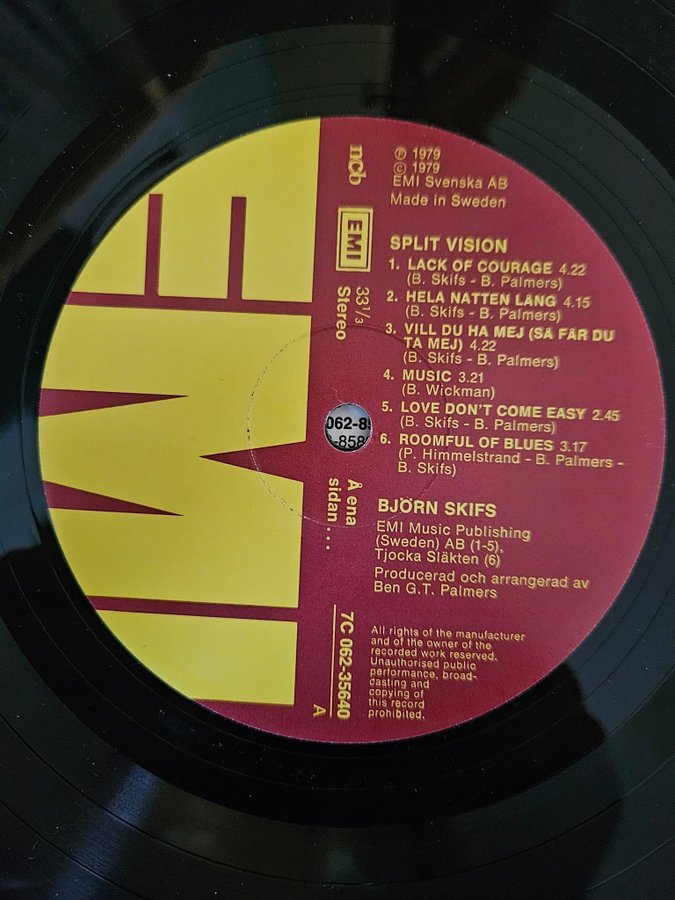 EMI
ncb
EMI
33 1/3
Stereo
℗ 1979
© 1979
EMI Svenska AB
Made in Sweden
SPLIT VISION
1. LACK OF COURAGE 4.22
(B. Skifs - B. Palmers)
2. HELA NATTEN LÅNG 4.15
(B. Skifs - B. Palmers)
3. VILL DU HA MEJ (SÅ FÅR DU
TA MEJ) 4.22
(B. Skifs - B. Palmers)
4. MUSIC 3.21
(B. Wickman)
5. LOVE DON'T COME EASY 2.45
(B. Skifs - B. Palmers)
6. ROOMFUL OF BLUES 3.17
(P. Himmelstrand - B. Palmers -
B. Skifs)
BJÖRN SKIFS
EMI Music Publishing
(Sweden) AB (1-5),
Tjocka Släkten (6)
Producerad och arrangerad av
Ben G.T. Palmers
All rights of the manufacturer
and of the owner of the
recorded work reserved.
Unauthorised public
performance, broad-
casting and
copying of
this record
prohibited.
Å ena
sidan . . .
7C 062-35640
A
062-8